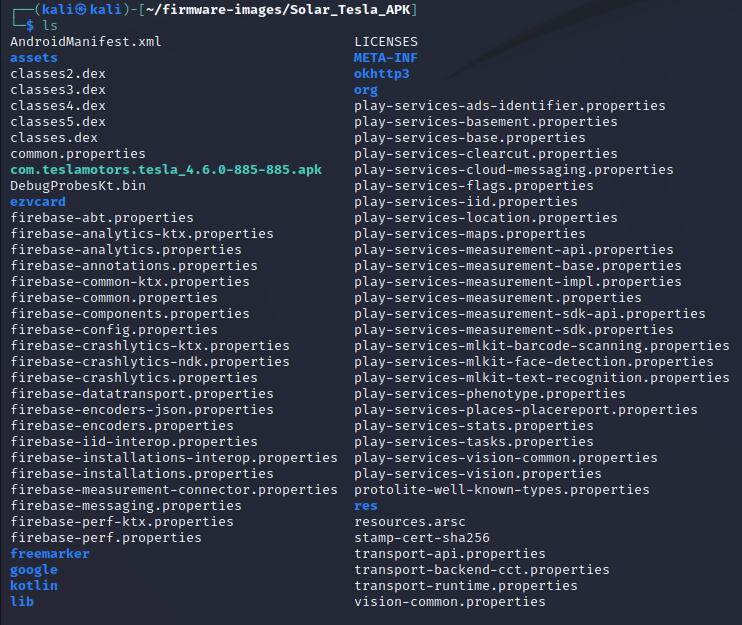 ┌──(kali㉿kali)-[~/firmware-images/Solar_Tesla_APK]
└─$ ls
AndroidManifest.xml LICENSES
assets META-INF
classes2.dex okhttp3
classes3.dex org
classes4.dex play-services-ads-identifier.properties
classes5.dex play-services-basement.properties
classes.dex play-services-base.properties
common.properties play-services-clearcut.properties
com.teslamotors.tesla_4.6.0-885-885.apk play-services-cloud-messaging.properties
DebugProbesKt.bin play-services-flags.properties
ezvcard play-services-iid.properties
firebase-abt.properties play-services-location.properties
firebase-analytics-ktx.properties play-services-maps.properties
firebase-analytics.properties play-services-measurement-api.properties
firebase-annotations.properties play-services-measurement-base.properties
firebase-common-ktx.properties play-services-measurement-impl.properties
firebase-common.properties play-services-measurement.properties
firebase-components.properties play-services-measurement-sdk-api.properties
firebase-config.properties play-services-measurement-sdk.properties
firebase-crashlytics-ktx.properties play-services-mlkit-barcode-scanning.properties
firebase-crashlytics-ndk.properties play-services-mlkit-face-detection.properties
firebase-crashlytics.properties play-services-mlkit-text-recognition.properties
firebase-datatransport.properties play-services-phenotype.properties
firebase-encoders-json.properties play-services-places-placereport.properties
firebase-encoders.properties play-services-stats.properties
firebase-iid-interop.properties play-services-tasks.properties
firebase-installations-interop.properties play-services-vision-common.properties
firebase-installations.properties play-services-vision.properties
firebase-measurement-connector.properties protolite-well-known-types.properties
firebase-messaging.properties res
firebase-perf-ktx.properties resources.arsc
firebase-perf.properties stamp-cert-sha256
freemarker transport-api.properties
google transport-backend-cct.properties
kotlin transport-runtime.properties
lib vision-common.properties